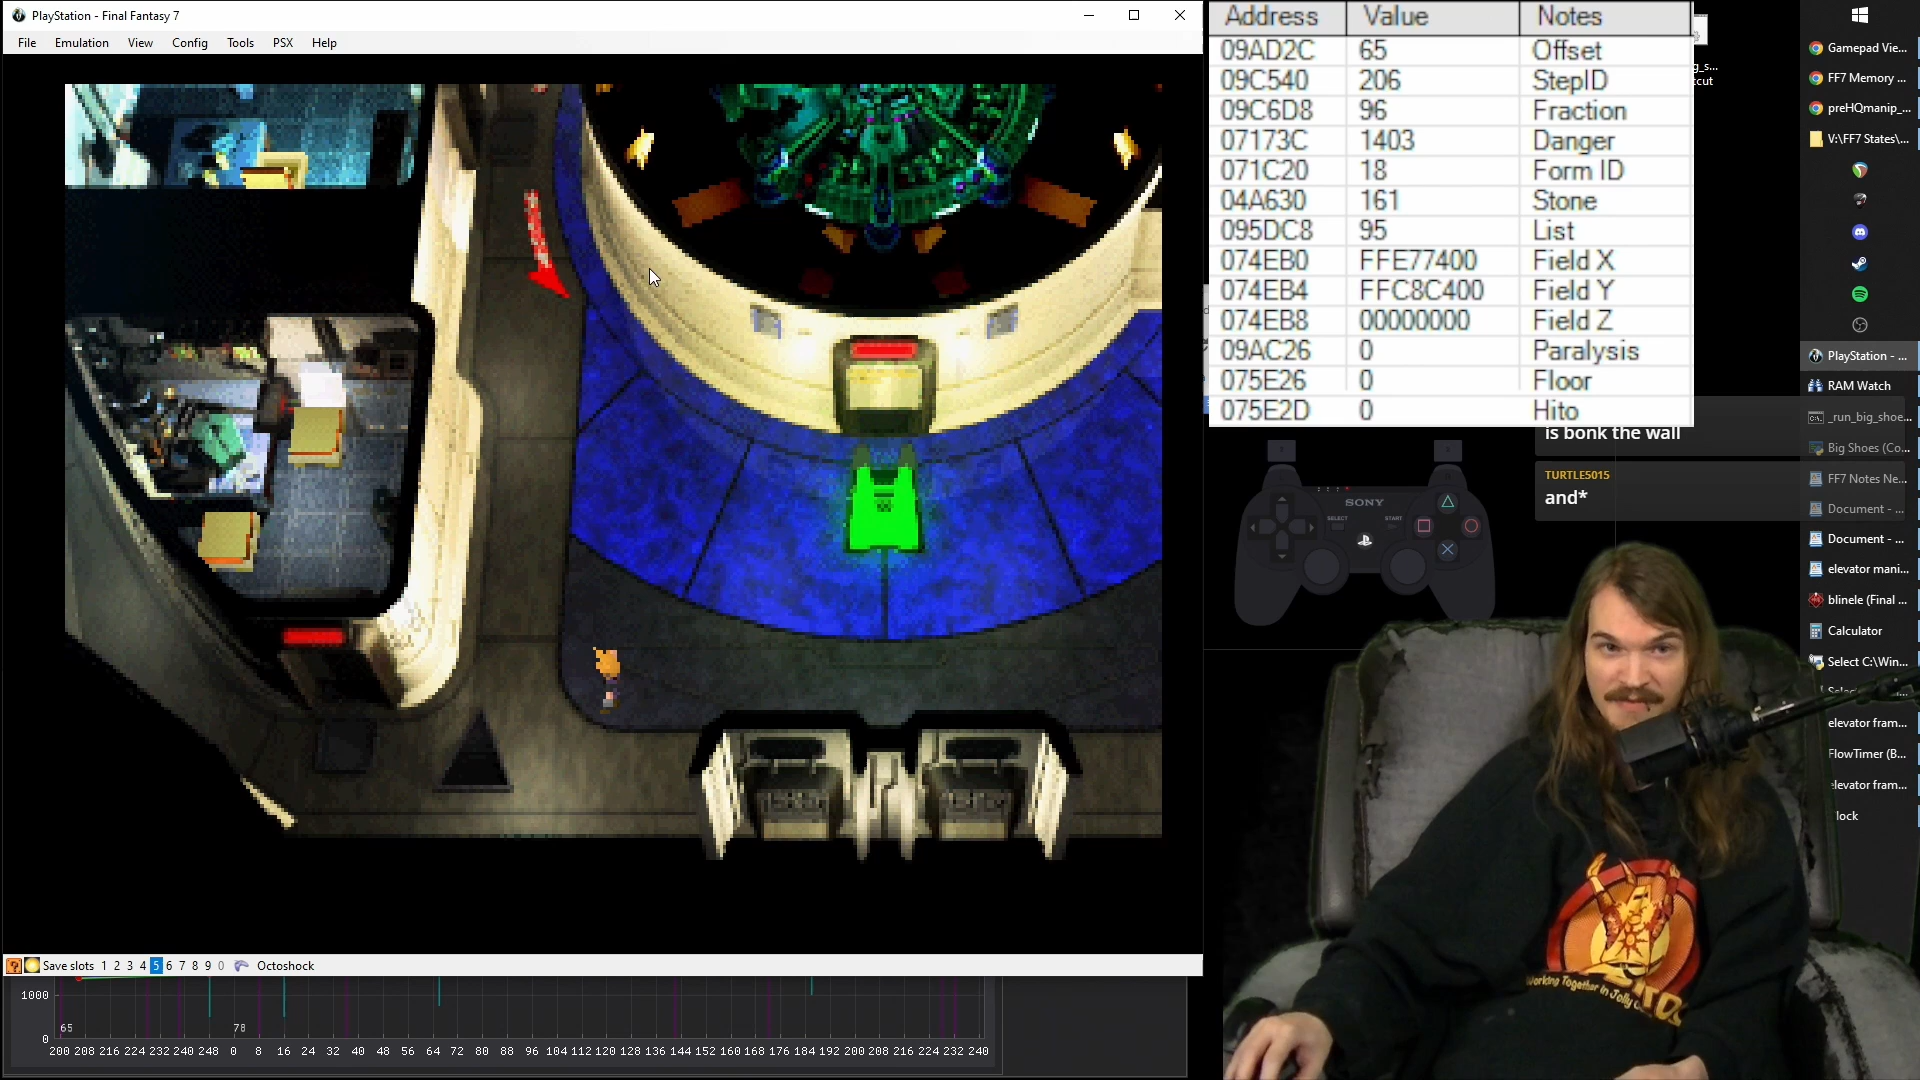 PlayStation - Final Fantasy 7
File Emulation View Config Tools PSX Help
Address Value Notes
09AD2C 65 Offset
09C540 206 StepID
09C6D8 96 Fraction
07173C 1403 Danger
071C20 18 Form ID
04A630 161 Stone
095DC8 95 List
074EB0 FFE77400 Field X
074EB4 FFC8C400 Field Y
074EB8 00000000 Field Z
09AC26 0 Paralysis
075E26 0 Floor
075E2D 0 Hito
is bonk the wall
TURTLE5015
and*
SONY
SELECT
START
Gamepad Vie...
FF7 Memory ...
preHQmanip_...
V:\FF7 States\...
PlayStation - ...
RAM Watch
_run_big_shoe...
Big Shoes (Co...
FF7 Notes Ne...
Document - ...
Document - ...
elevator mani...
blinele (Final ...
Calculator
Select C:\Win...
elevator fram...
FlowTimer (B...
elevator fram...
Working Together in Jolly
Save slots 1 2 3 4 5 6 7 8 9 0 Octoshock
1000
0
65 78
200 208 216 224 232 240 248 0 8 16 24 32 40 48 56 64 72 80 88 96 104 112 120 128 136 144 152 160 168 176 184 192 200 208 216 224 232 240